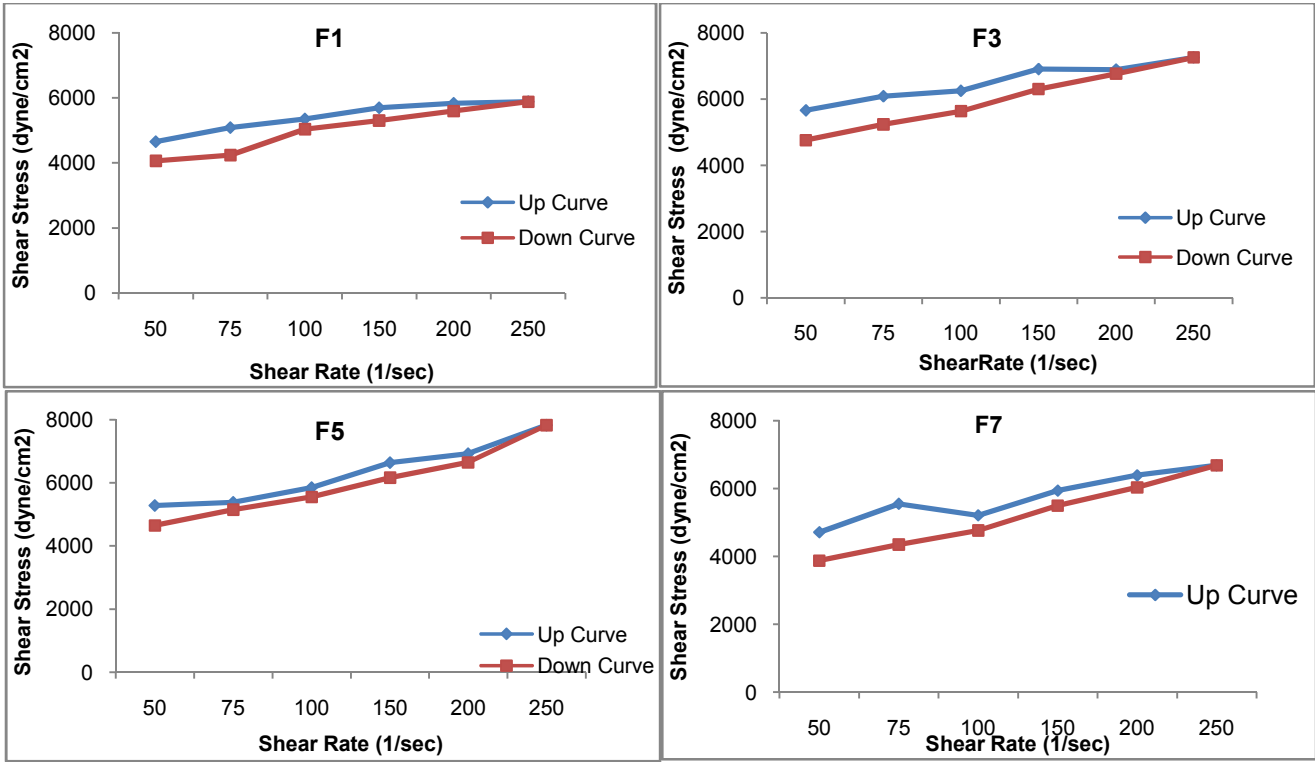 F1
Shear Stress (dyne/cm2)
8000
6000
4000
2000
0
Up Curve
Down Curve
50 75 100 150 200 250
Shear Rate (1/sec)
F3
Shear Stress (dyne/cm2)
8000
6000
4000
2000
0
Up Curve
Down Curve
50 75 100 150 200 250
ShearRate (1/sec)
F5
Shear Stress (dyne/cm2)
8000
6000
4000
2000
0
Up Curve
Down Curve
50 75 100 150 200 250
Shear Rate (1/sec)
F7
Shear Stress (dyne/cm2)
8000
6000
4000
2000
0
Up Curve
50 75 100 150 200 250
Shear Rate (1/sec)